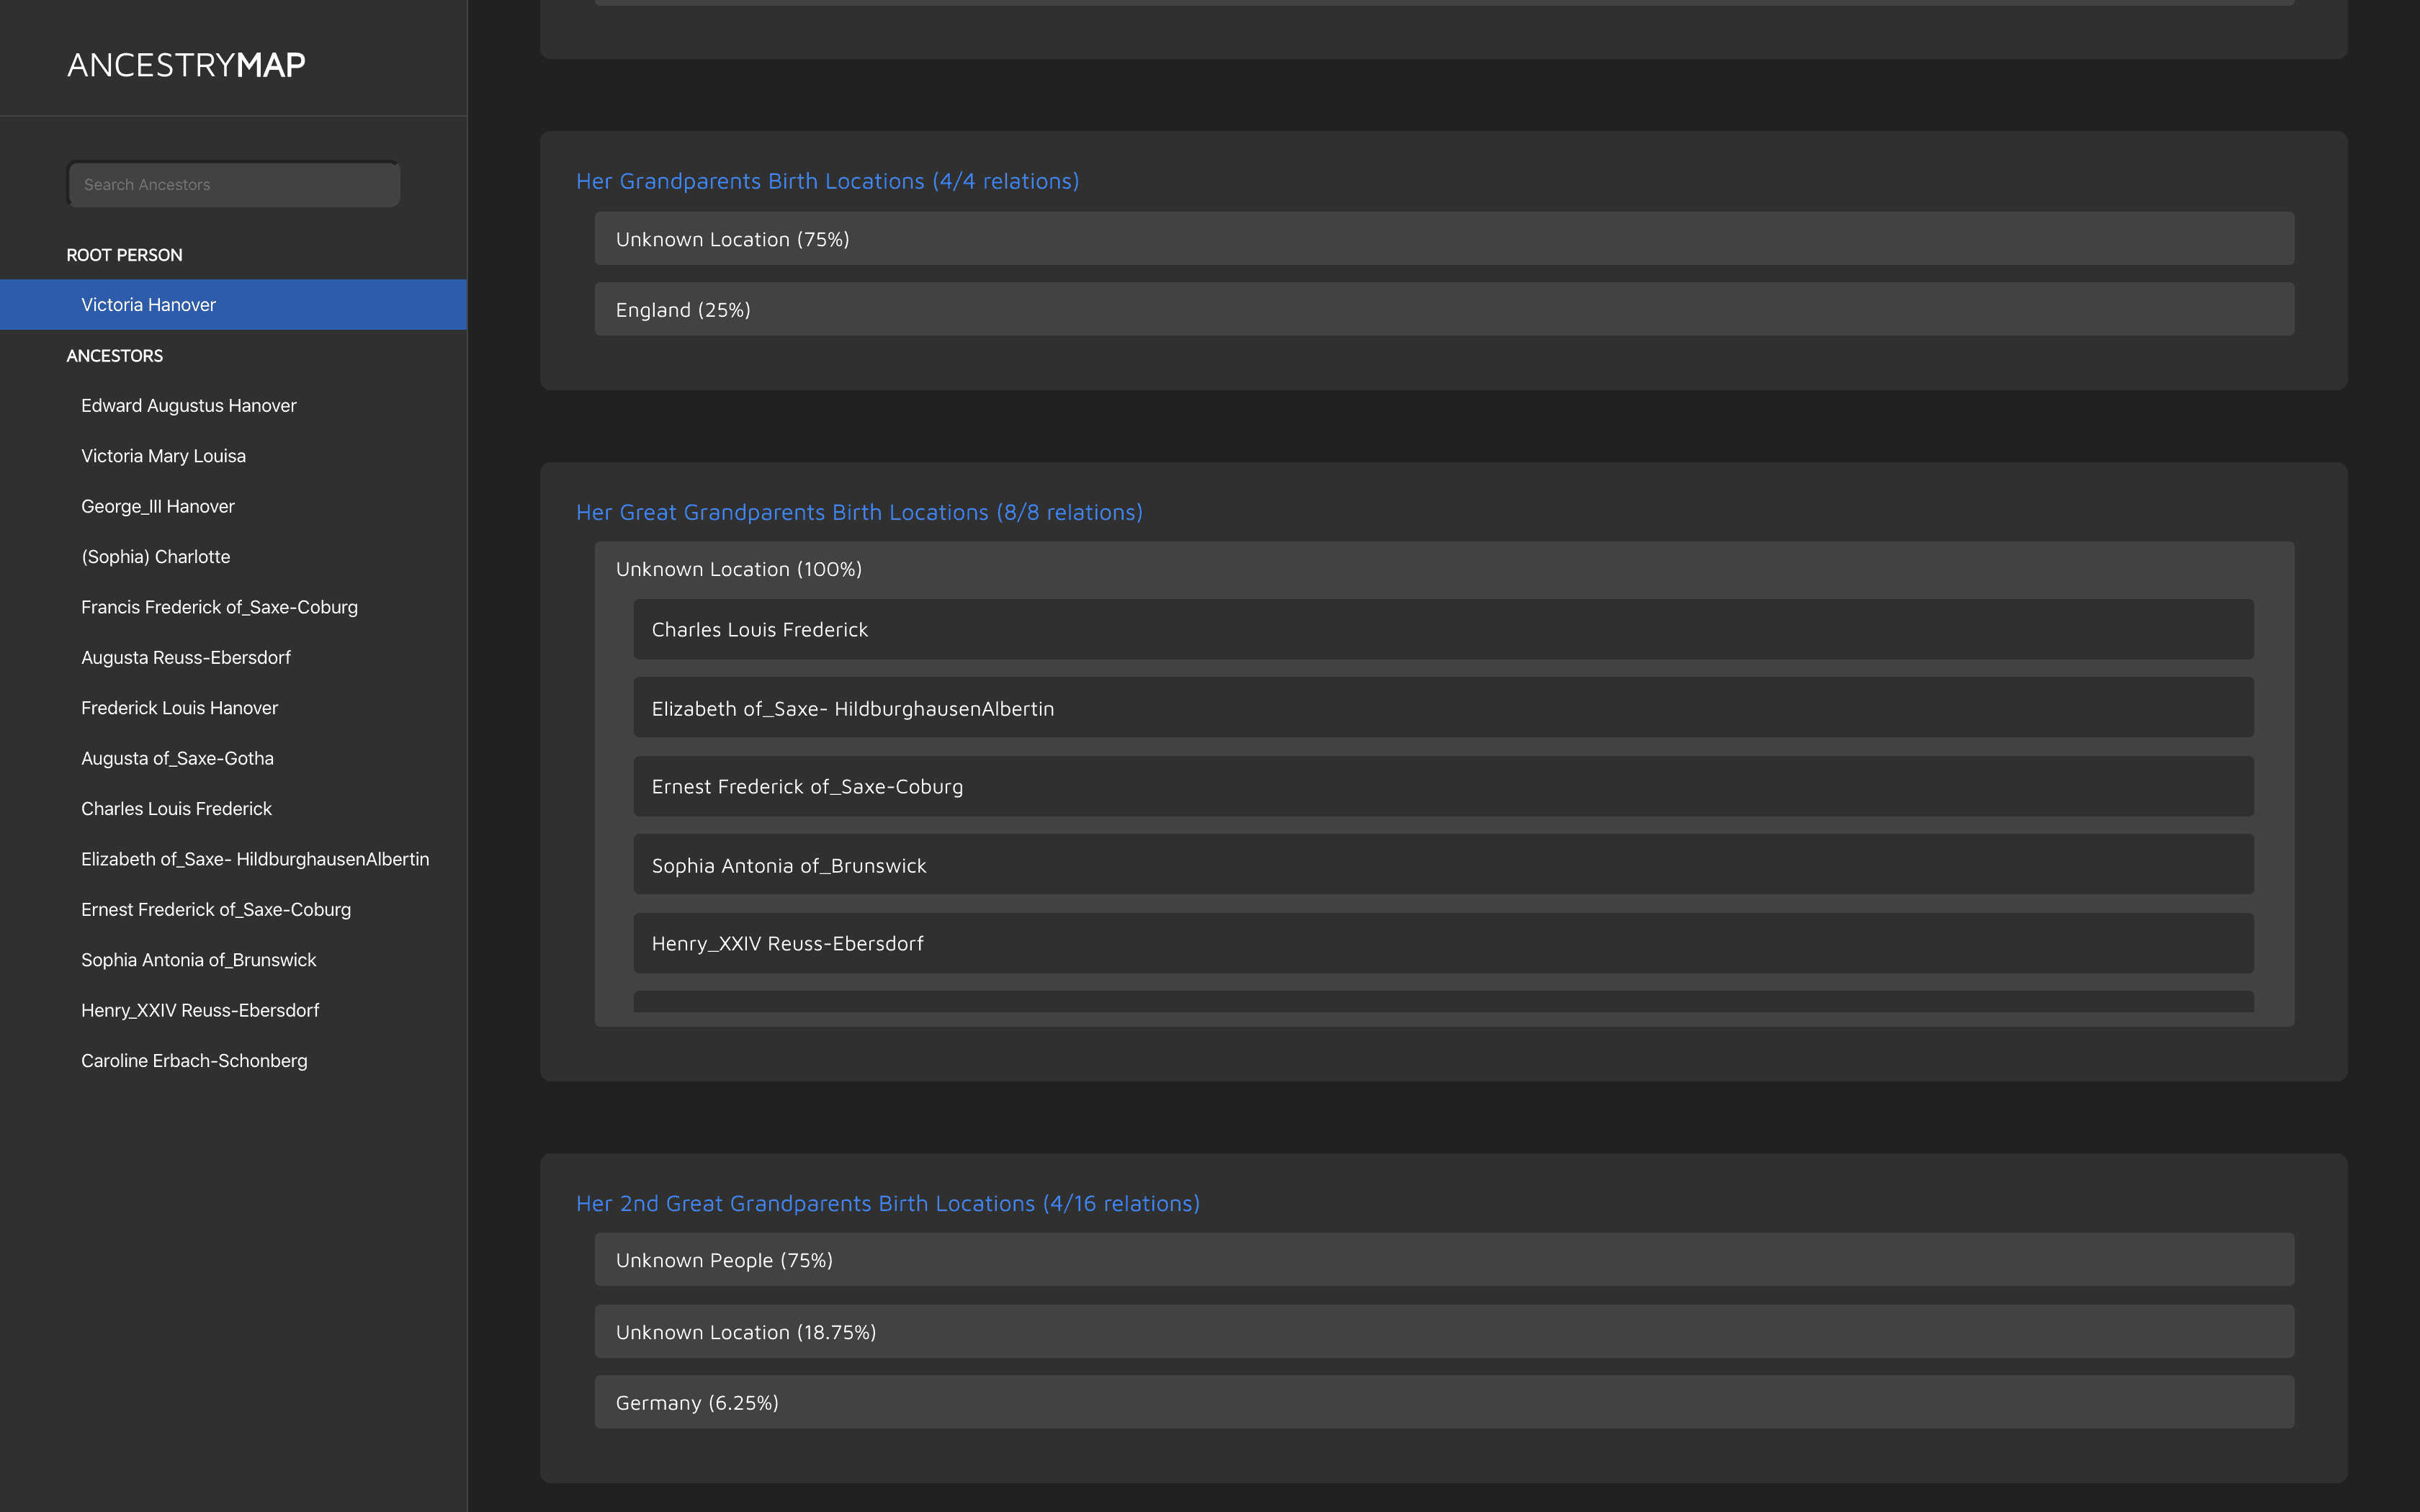 ANCESTRYMAP
Search Ancestors
ROOT PERSON
Victoria Hanover
ANCESTORS
Edward Augustus Hanover
Victoria Mary Louisa
George_III Hanover
(Sophia) Charlotte
Francis Frederick of_Saxe-Coburg
Augusta Reuss-Ebersdorf
Frederick Louis Hanover
Augusta of_Saxe-Gotha
Charles Louis Frederick
Elizabeth of_Saxe- HildburghausenAlbertin
Ernest Frederick of_Saxe-Coburg
Sophia Antonia of_Brunswick
Henry_XXIV Reuss-Ebersdorf
Caroline Erbach-Schonberg
Her Grandparents Birth Locations (4/4 relations)
Unknown Location (75%)
England (25%)
Her Great Grandparents Birth Locations (8/8 relations)
Unknown Location (100%)
Charles Louis Frederick
Elizabeth of_Saxe- HildburghausenAlbertin
Ernest Frederick of_Saxe-Coburg
Sophia Antonia of_Brunswick
Henry_XXIV Reuss-Ebersdorf
Her 2nd Great Grandparents Birth Locations (4/16 relations)
Unknown People (75%)
Unknown Location (18.75%)
Germany (6.25%)